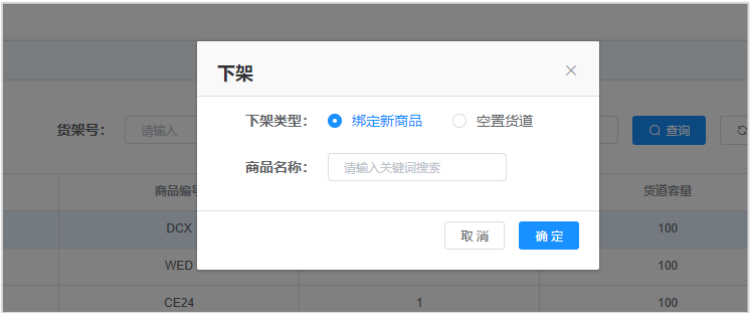 下架
货架号： 请输入 查询
下架类型： 绑定新商品 空置货道
商品名称： 请输入关键词搜索
商品编号 货道容量
取消 确定
DCX 100
WED 100
CE24 1 100